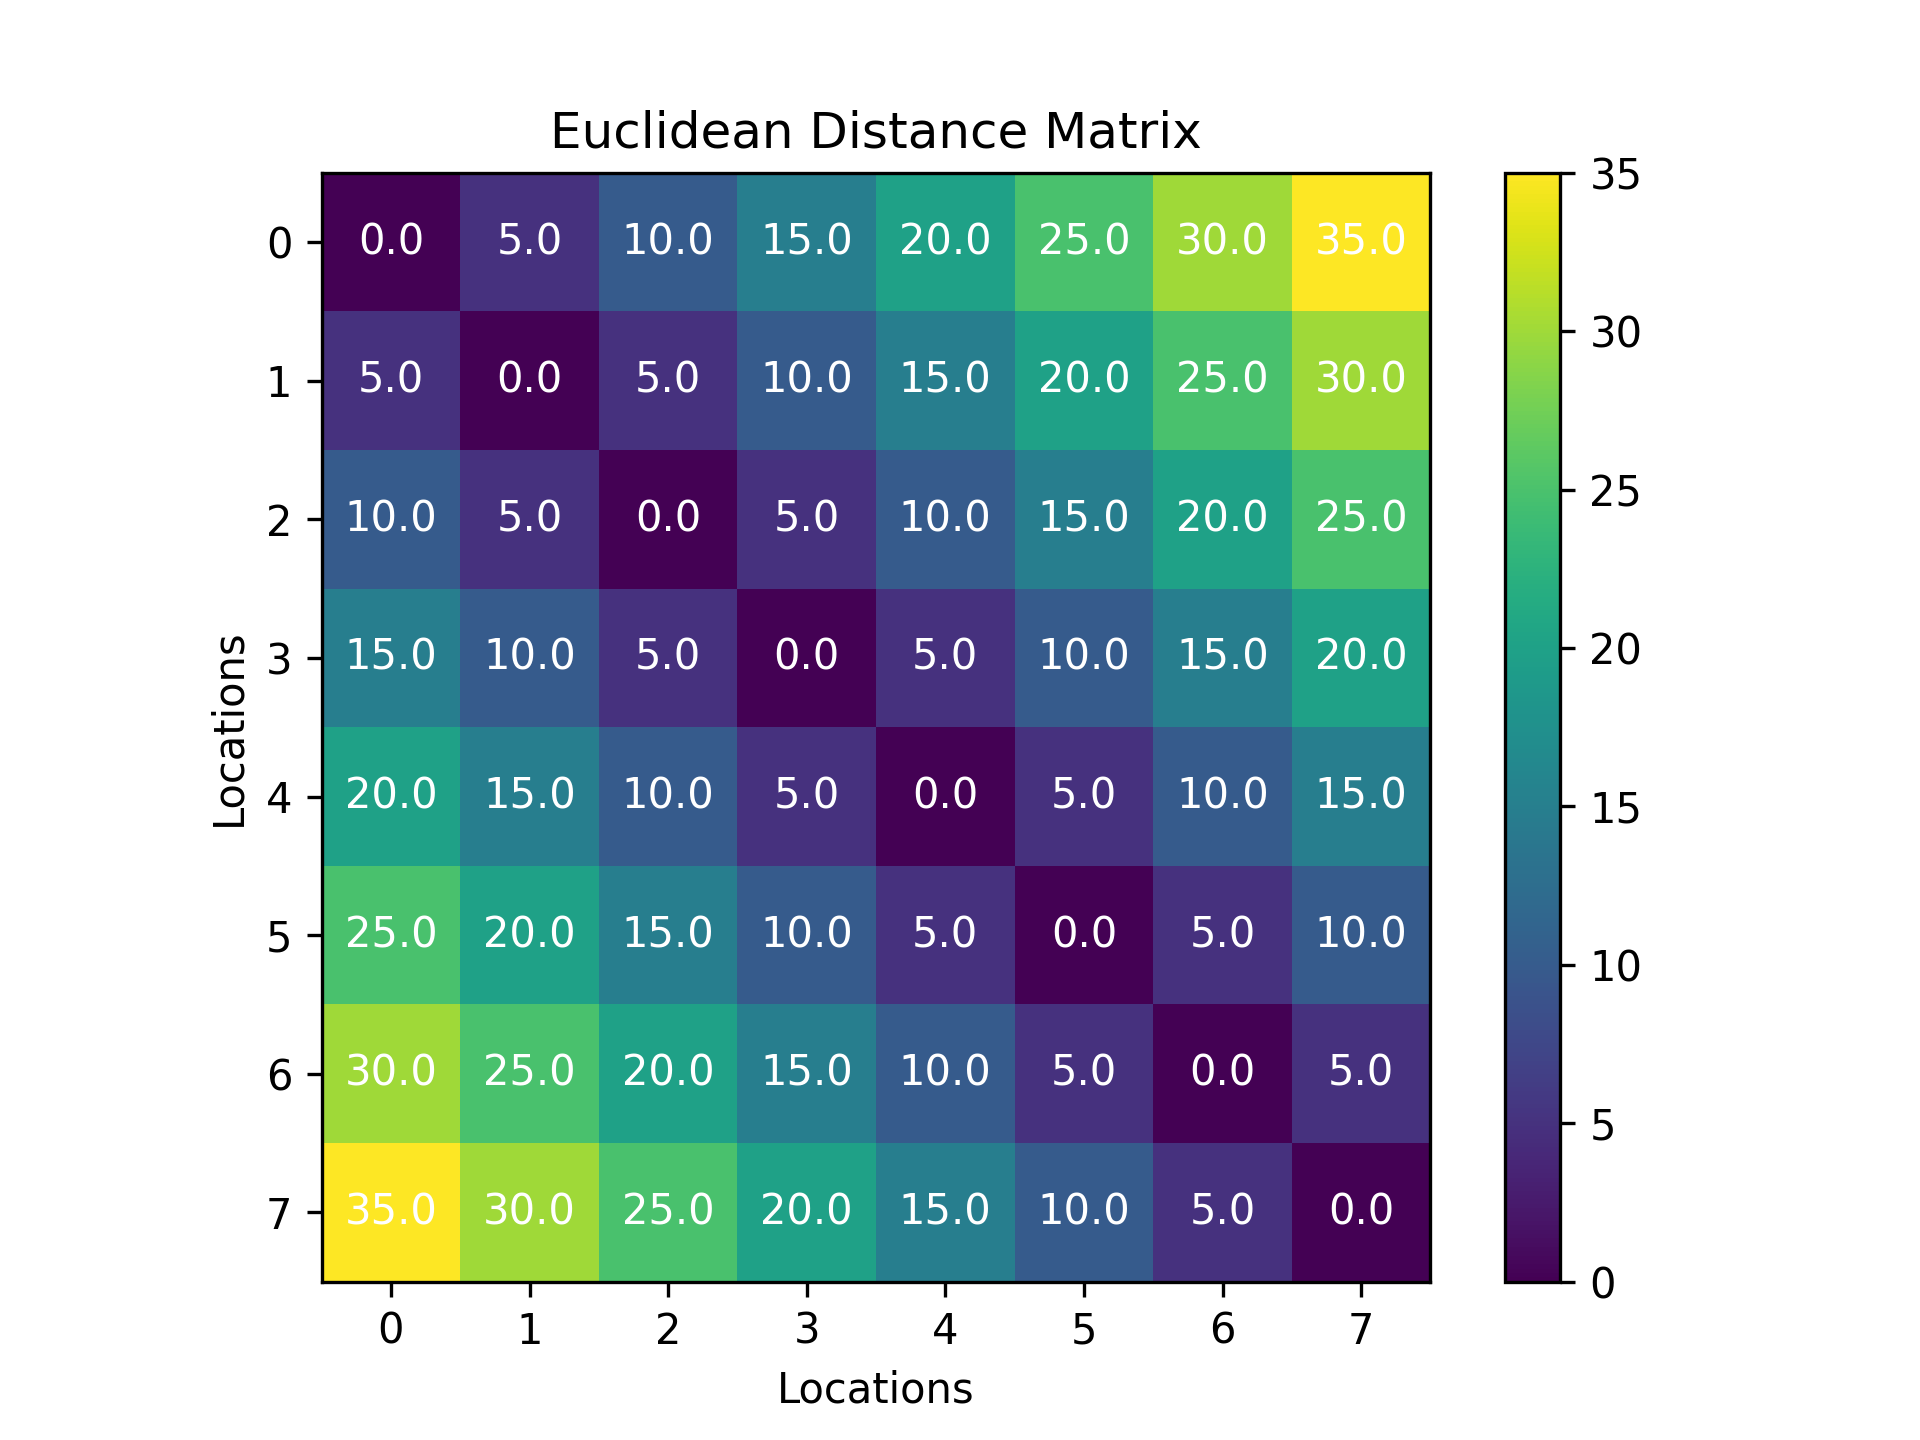 Euclidean Distance Matrix
0 0.0 5.0 10.0 15.0 20.0 25.0 30.0 35.0
1 5.0 0.0 5.0 10.0 15.0 20.0 25.0 30.0
2 10.0 5.0 0.0 5.0 10.0 15.0 20.0 25.0
3 15.0 10.0 5.0 0.0 5.0 10.0 15.0 20.0
4 20.0 15.0 10.0 5.0 0.0 5.0 10.0 15.0
5 25.0 20.0 15.0 10.0 5.0 0.0 5.0 10.0
6 30.0 25.0 20.0 15.0 10.0 5.0 0.0 5.0
7 35.0 30.0 25.0 20.0 15.0 10.0 5.0 0.0
0 1 2 3 4 5 6 7
Locations
Locations
35
30
25
20
15
10
5
0